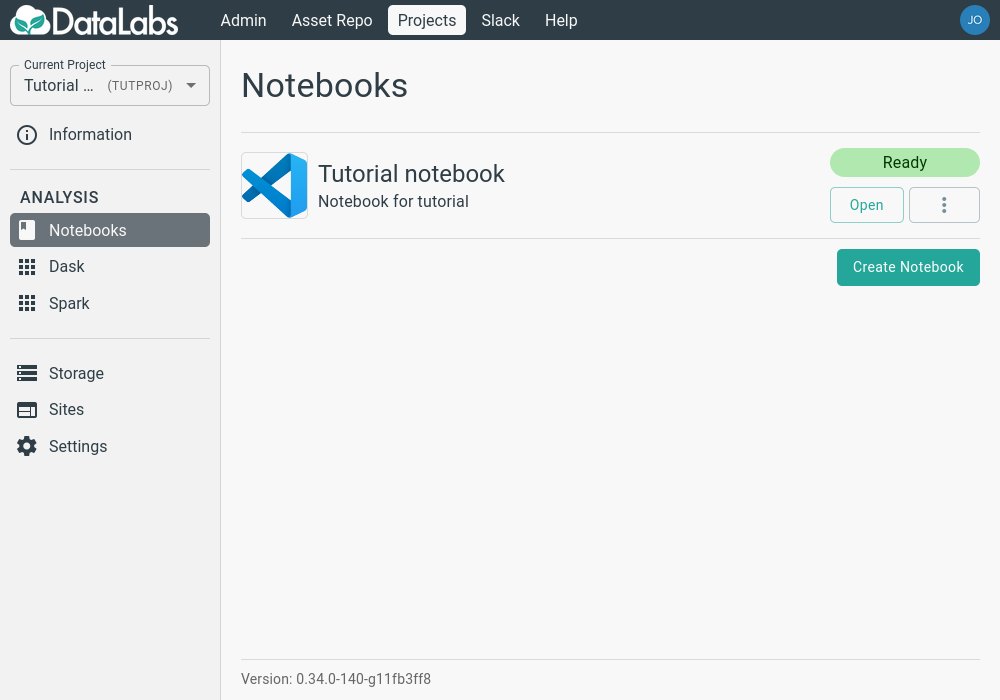 DataLabs
Admin Asset Repo Projects Slack Help JO
Current Project
Tutorial ... (TUTPROJ)
Information
ANALYSIS
Notebooks
Dask
Spark
Storage
Sites
Settings
Notebooks
Tutorial notebook
Notebook for tutorial
Ready
Open
Create Notebook
Version: 0.34.0-140-g11fb3ff8